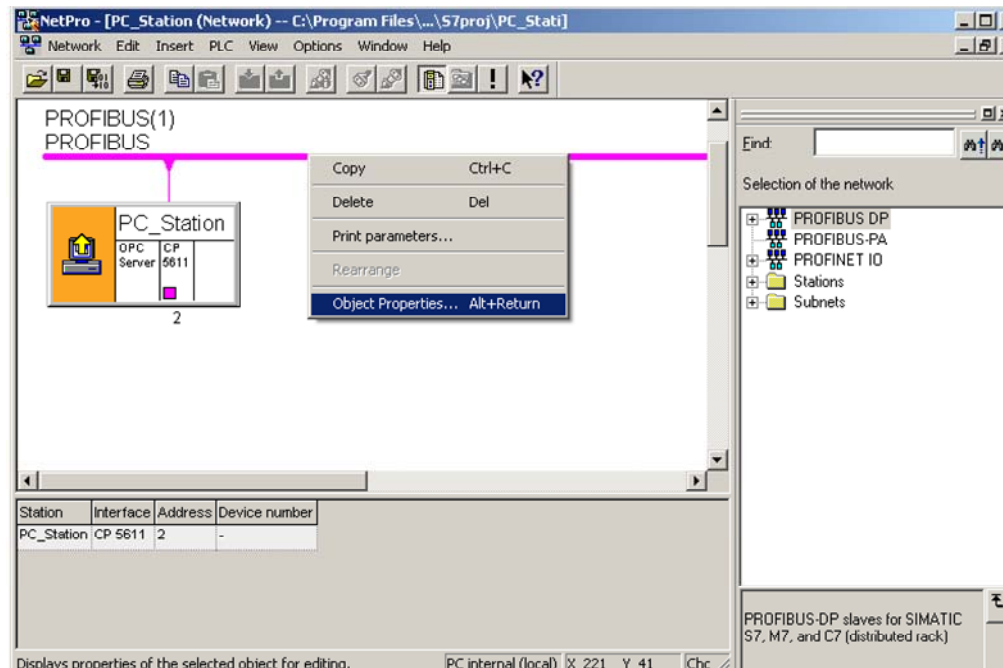 NetPro - [PC_Station (Network) -- C:\Program Files\...\S7proj\PC_Stati]
Network Edit Insert PLC View Options Window Help
PROFIBUS(1)
PROFIBUS
Copy Ctrl+C
Delete Del
Print parameters...
Rearrange
Object Properties... Alt+Return
PC_Station
OPC Server
CP 5611
2
Find:
Selection of the network
PROFIBUS DP
PROFIBUS-PA
PROFINET IO
Stations
Subnets
Station Interface Address Device number
PC_Station CP 5611 2 -
PROFIBUS-DP slaves for SIMATIC
S7, M7, and C7 (distributed rack)
Displays properties of the selected object for editing. PC internal (local) X 221 Y 41 Chc